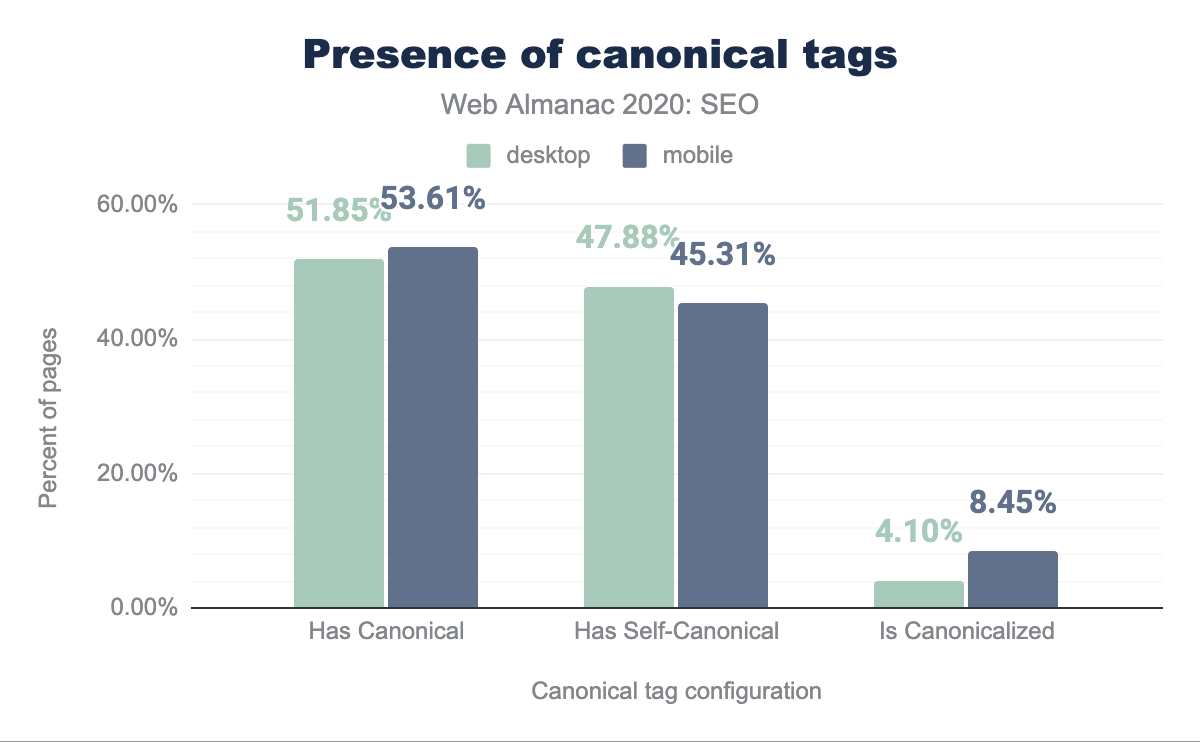 Presence of canonical tags
Web Almanac 2020: SEO
desktop mobile
60.00%
40.00%
20.00%
0.00%
Percent of pages
51.85% 53.61%
47.88% 45.31%
4.10% 8.45%
Has Canonical Has Self-Canonical Is Canonicalized
Canonical tag configuration